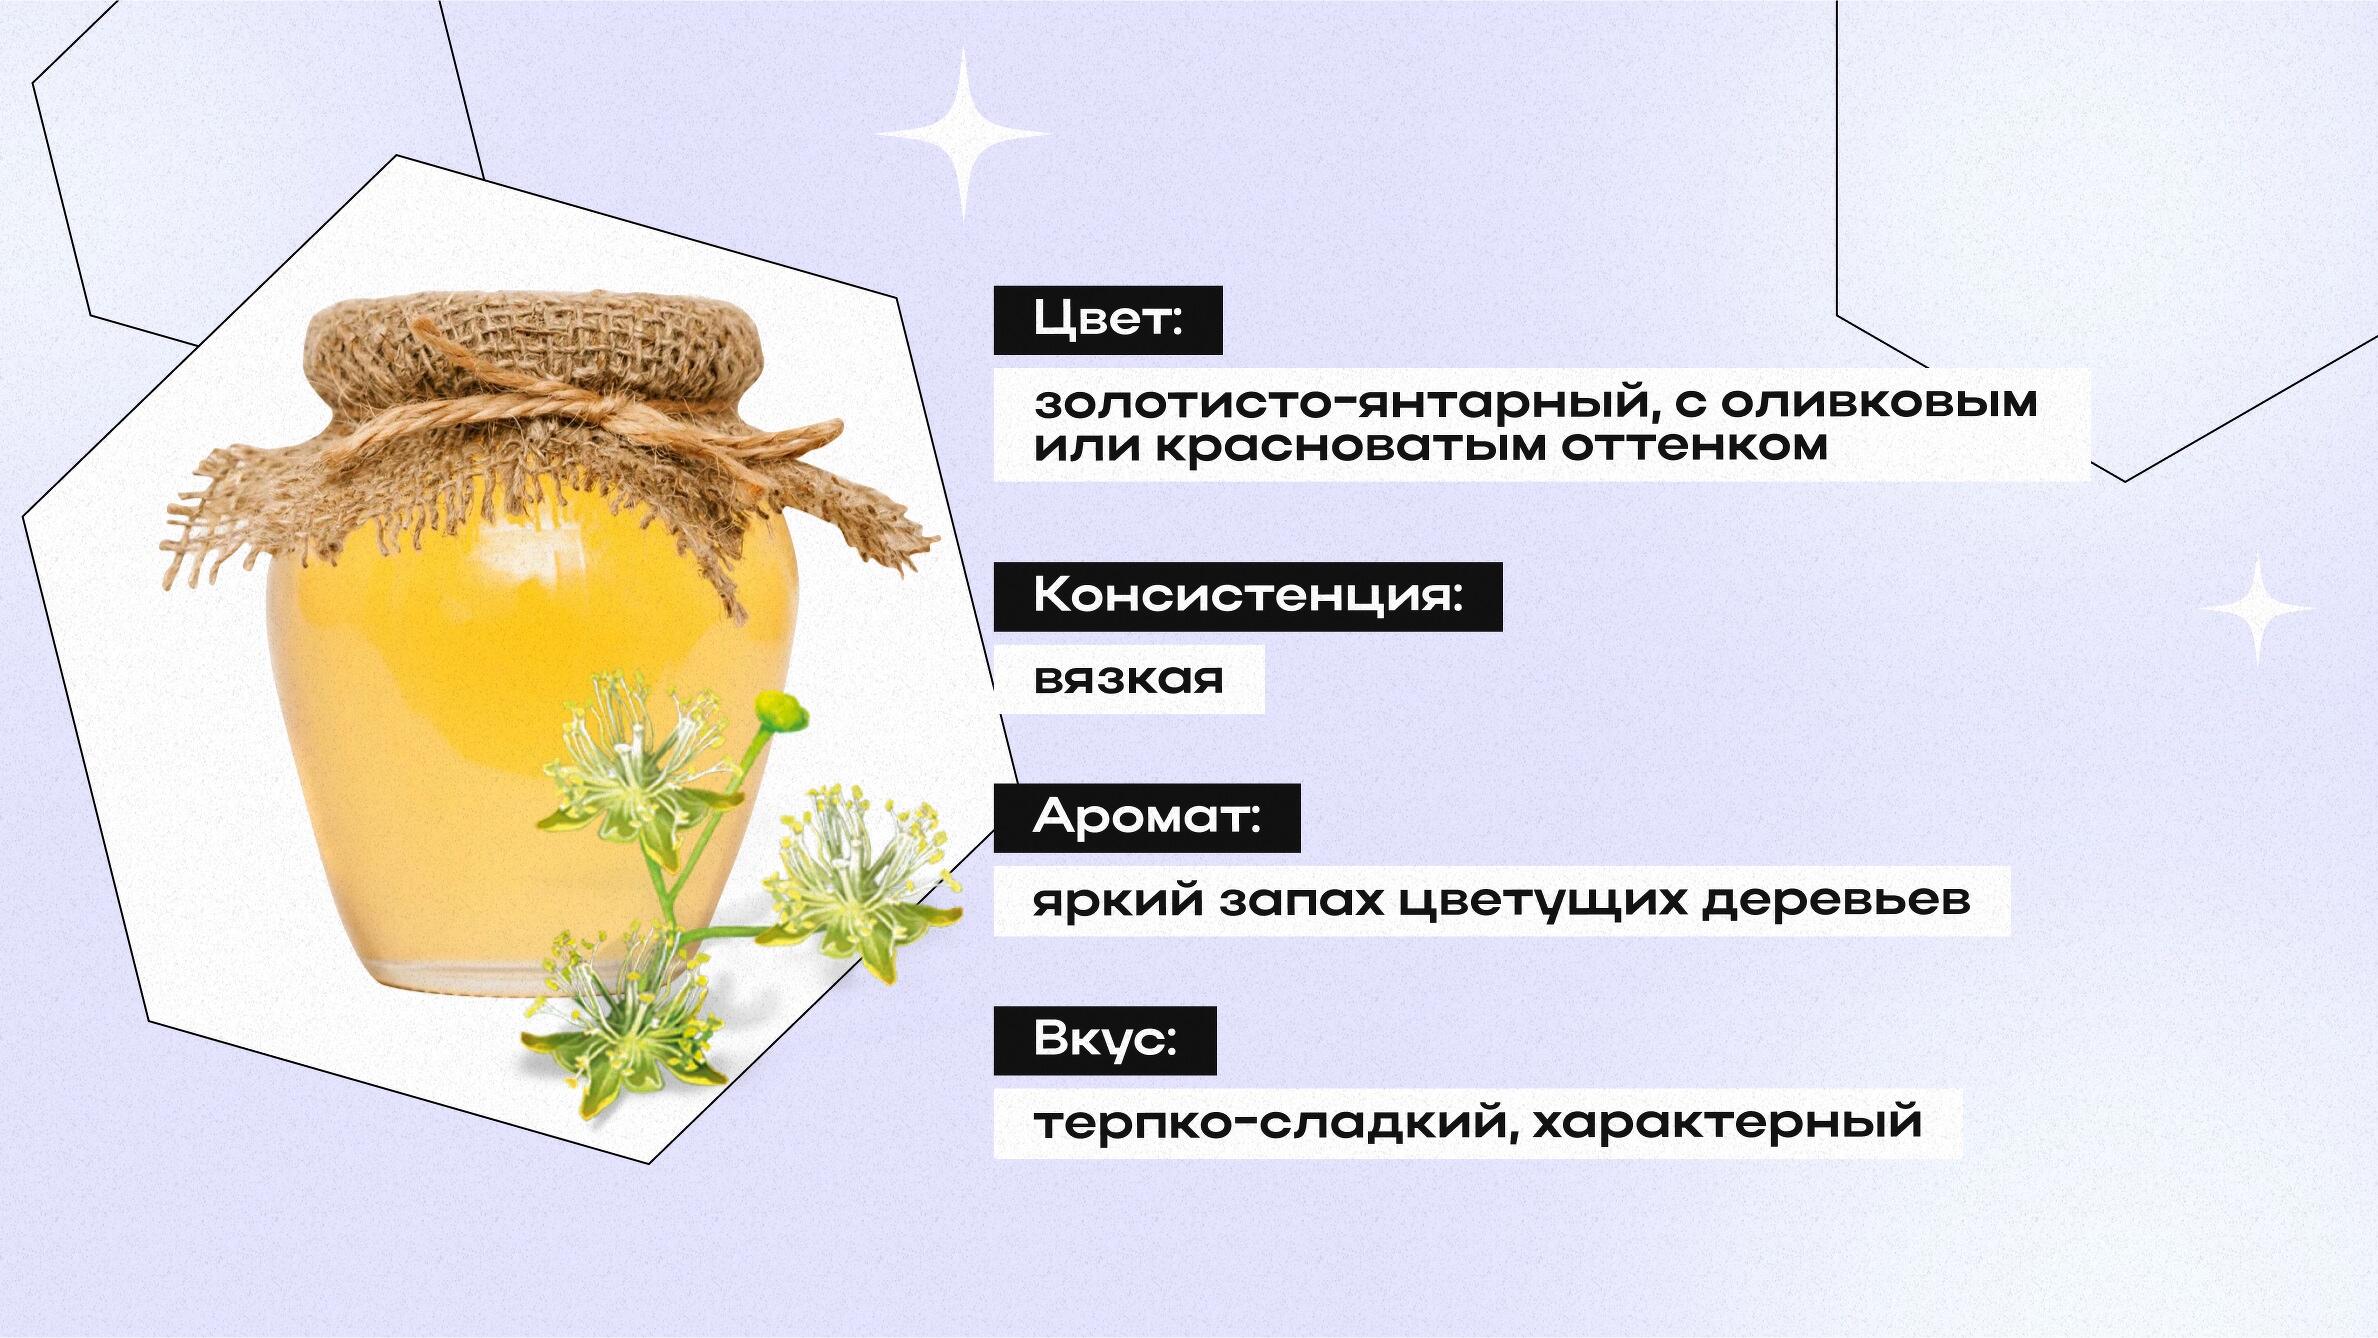 Цвет:
золотисто-янтарный, с оливковым
или красноватым оттенком
Консистенция:
вязкая
Аромат:
яркий запах цветущих деревьев
Вкус:
терпко-сладкий, характерный